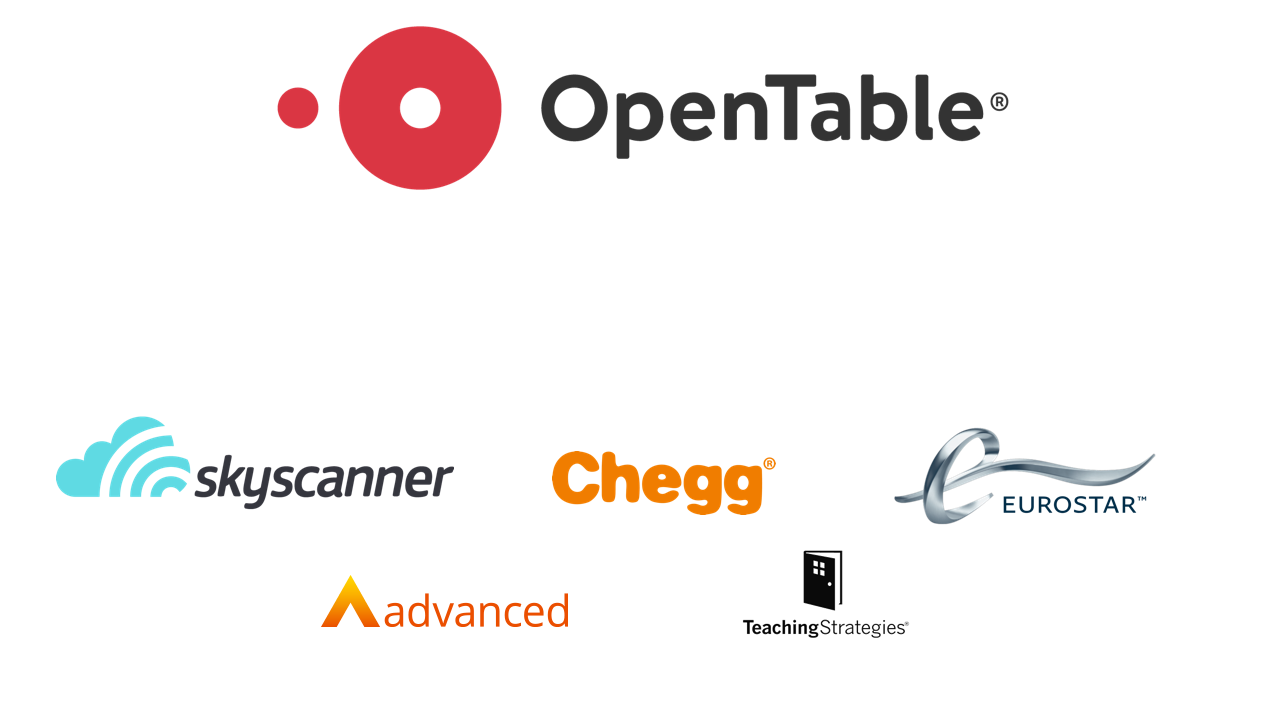 OpenTable®
skyscanner
Chegg®
EUROSTAR™
advanced
TeachingStrategies®